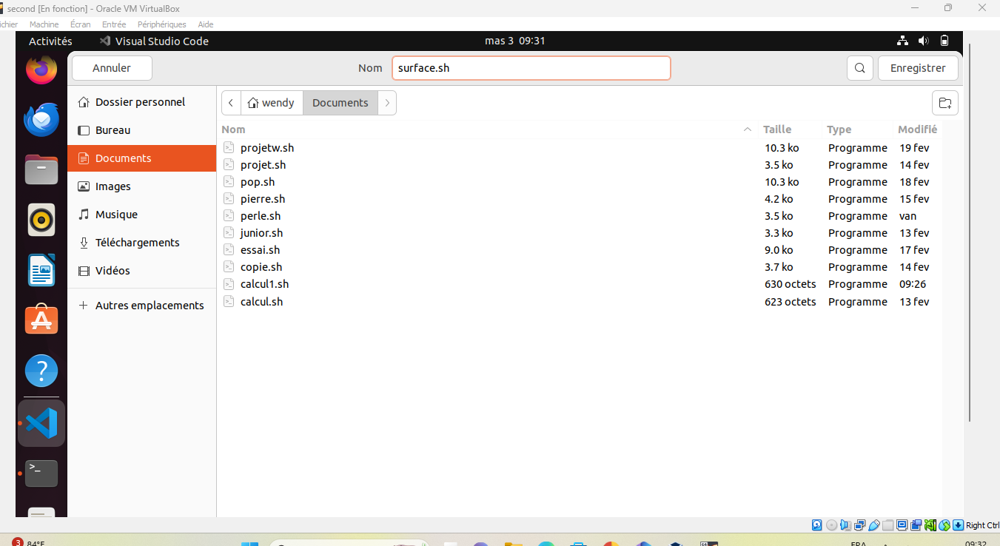 second [En fonction] - Oracle VM VirtualBox
ichier Machine Écran Entrée Périphériques Aide
Activités Visual Studio Code mas 3 09:31
Annuler Nom surface.sh Enregistrer
Dossier personnel
Bureau
Documents
Images
Musique
Téléchargements
Vidéos
+ Autres emplacements
wendy Documents
Nom Taille Type Modifié
projetw.sh 10.3 ko Programme 19 fev
projet.sh 3.5 ko Programme 14 fev
pop.sh 10.3 ko Programme 18 fev
pierre.sh 4.2 ko Programme 15 fev
perle.sh 3.5 ko Programme van
junior.sh 3.3 ko Programme 13 fev
essai.sh 9.0 ko Programme 17 fev
copie.sh 3.7 ko Programme 14 fev
calcul1.sh 630 octets Programme 09:26
calcul.sh 623 octets Programme 13 fev
Right Ctrl
3 84°F FRA 09:32